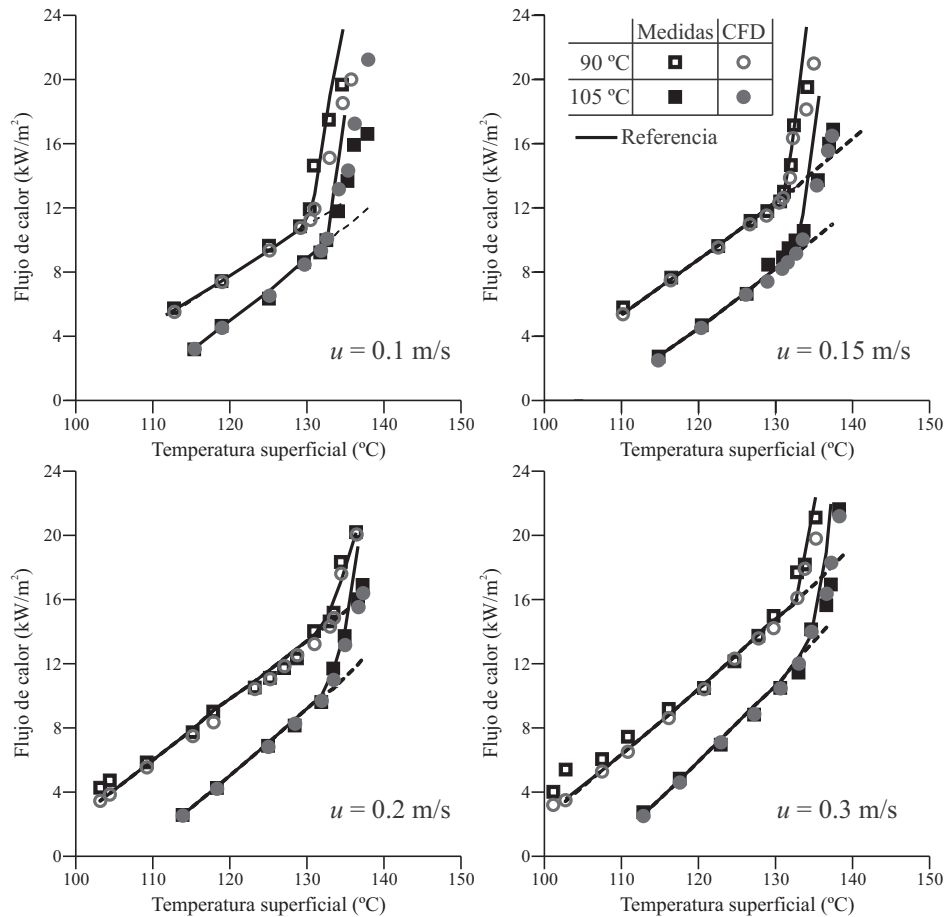 Medidas CFD
90 ºC
105 ºC
Referencia
24
20
16
12
8
4
0
Flujo de calor (kW/m²)
u = 0.1 m/s
100 110 120 130 140 150
Temperatura superficial (ºC)
24
20
16
12
8
4
0
Flujo de calor (kW/m²)
u = 0.15 m/s
100 110 120 130 140 150
Temperatura superficial (ºC)
24
20
16
12
8
4
0
Flujo de calor (kW/m²)
u = 0.2 m/s
100 110 120 130 140 150
Temperatura superficial (ºC)
24
20
16
12
8
4
0
Flujo de calor (kW/m²)
u = 0.3 m/s
100 110 120 130 140 150
Temperatura superficial (ºC)